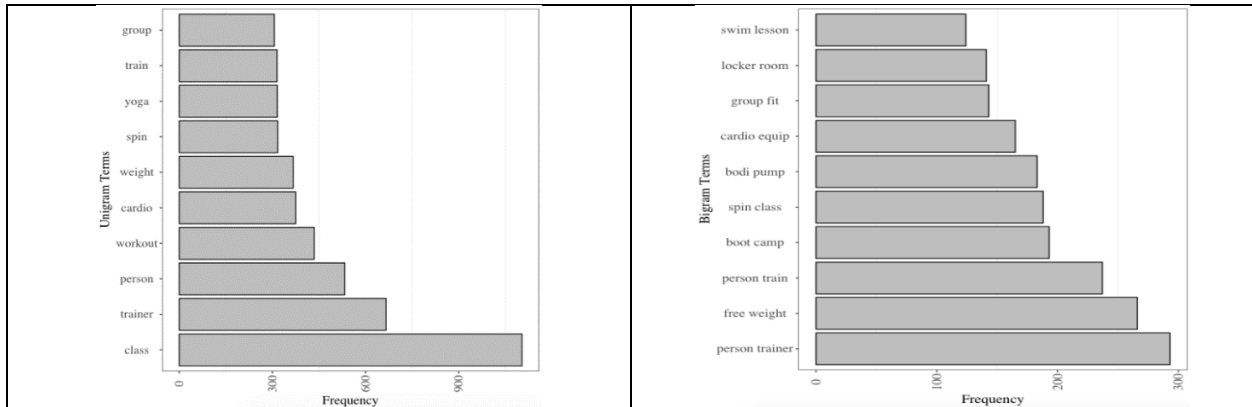 group
train
yoga
spin
weight
cardio
workout
person
trainer
class
Unigram Terms
0
300
600
900
Frequency
swim lesson
locker room
group fit
cardio equip
bodi pump
spin class
boot camp
person train
free weight
person trainer
Bigram Terms
0
100
200
300
Frequency